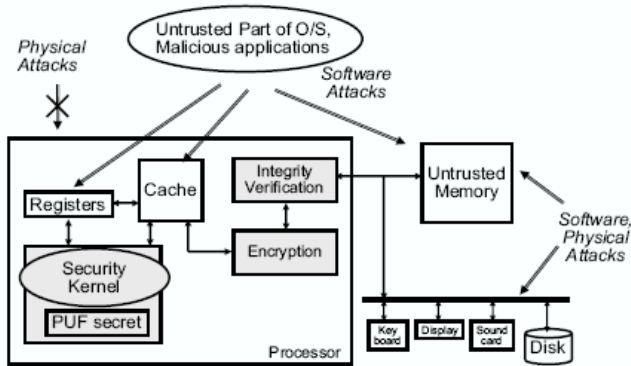 Untrusted Part of O/S,
Malicious applications
Physical
Attacks
Software
Attacks
Integrity
Verification
Cache
Untrusted
Memory
Registers
Encryption
Software,
Physical
Attacks
Security
Kernel
PUF secret
Processor
Key
board
Display
Sound
card
Disk